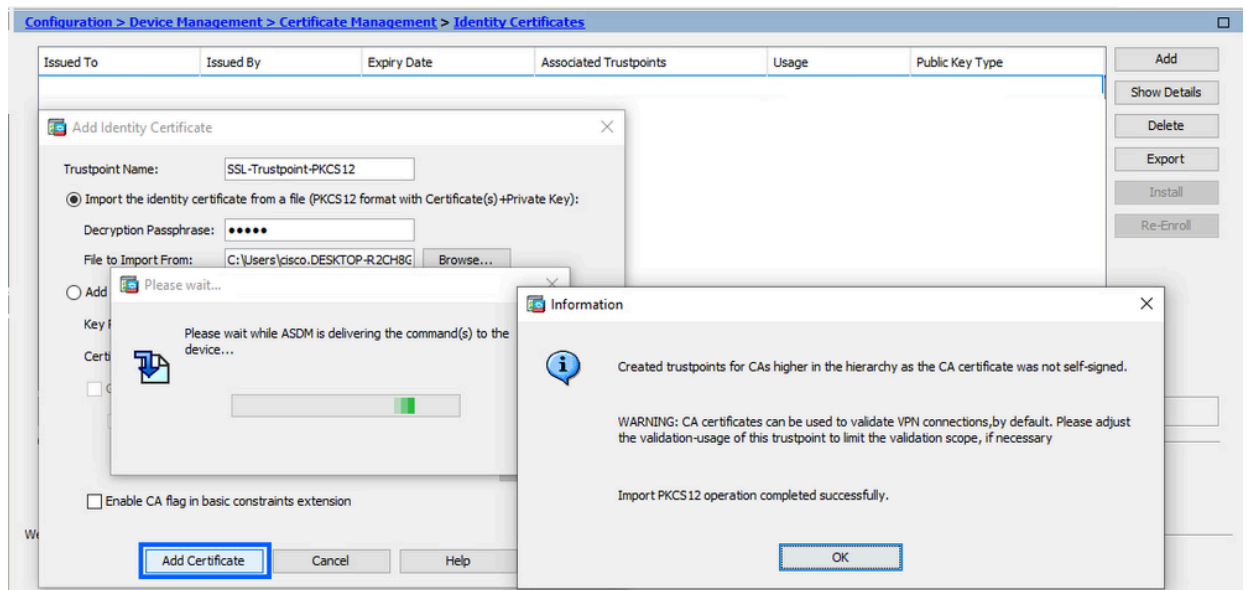 Configuration > Device Management > Certificate Management > Identity Certificates
Issued To Issued By Expiry Date Associated Trustpoints Usage Public Key Type
Add
Show Details
Delete
Export
Install
Re-Enroll
Add Identity Certificate
Trustpoint Name: SSL-Trustpoint-PKCS12
Import the identity certificate from a file (PKCS12 format with Certificate(s)+Private Key):
Decryption Passphrase: •••••
File to Import From: C:\Users\cisco.DESKTOP-R2CH8G Browse...
Add
Key
Certi
Please wait...
Please wait while ASDM is delivering the command(s) to the
device...
Enable CA flag in basic constraints extension
Add Certificate Cancel Help
Information
Created trustpoints for CAs higher in the hierarchy as the CA certificate was not self-signed.
WARNING: CA certificates can be used to validate VPN connections,by default. Please adjust
the validation-usage of this trustpoint to limit the validation scope, if necessary
Import PKCS12 operation completed successfully.
OK